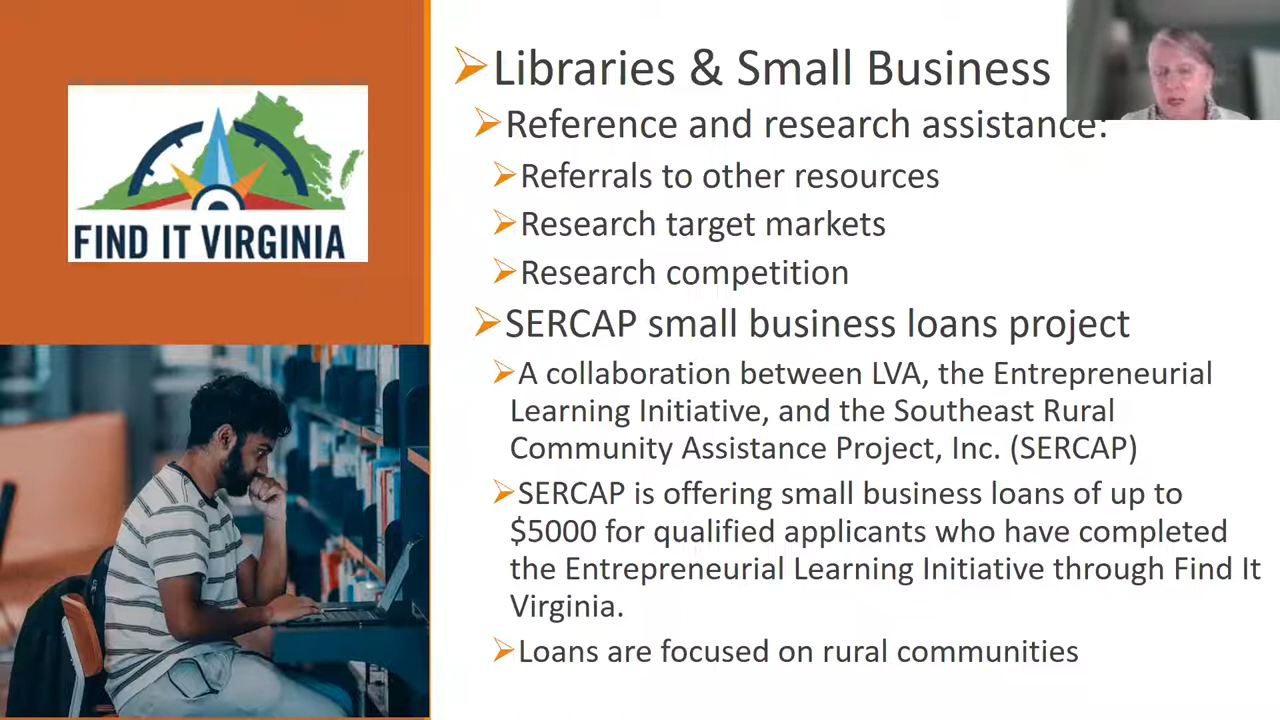 FIND IT VIRGINIA
Libraries & Small Business
Reference and research assistance:
Referrals to other resources
Research target markets
Research competition
SERCAP small business loans project
A collaboration between LVA, the Entrepreneurial
Learning Initiative, and the Southeast Rural
Community Assistance Project, Inc. (SERCAP)
SERCAP is offering small business loans of up to
$5000 for qualified applicants who have completed
the Entrepreneurial Learning Initiative through Find It
Virginia.
Loans are focused on rural communities